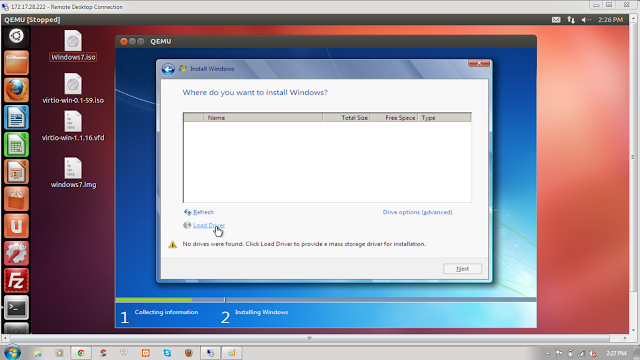 172.17.28.222 - Remote Desktop Connection
QEMU [Stopped]
2:26 PM
QEMU
Windows7.iso
virtio-win-0.1-59.iso
virtio-win-1.1.16.vfd
windows7.img
Install Windows
Where do you want to install Windows?
Name Total Size Free Space Type
Refresh
Drive options (advanced)
Load Driver
No drives were found. Click Load Driver to provide a mass storage driver for installation.
Next
1 Collecting information
2 Installing Windows
2:07 PM